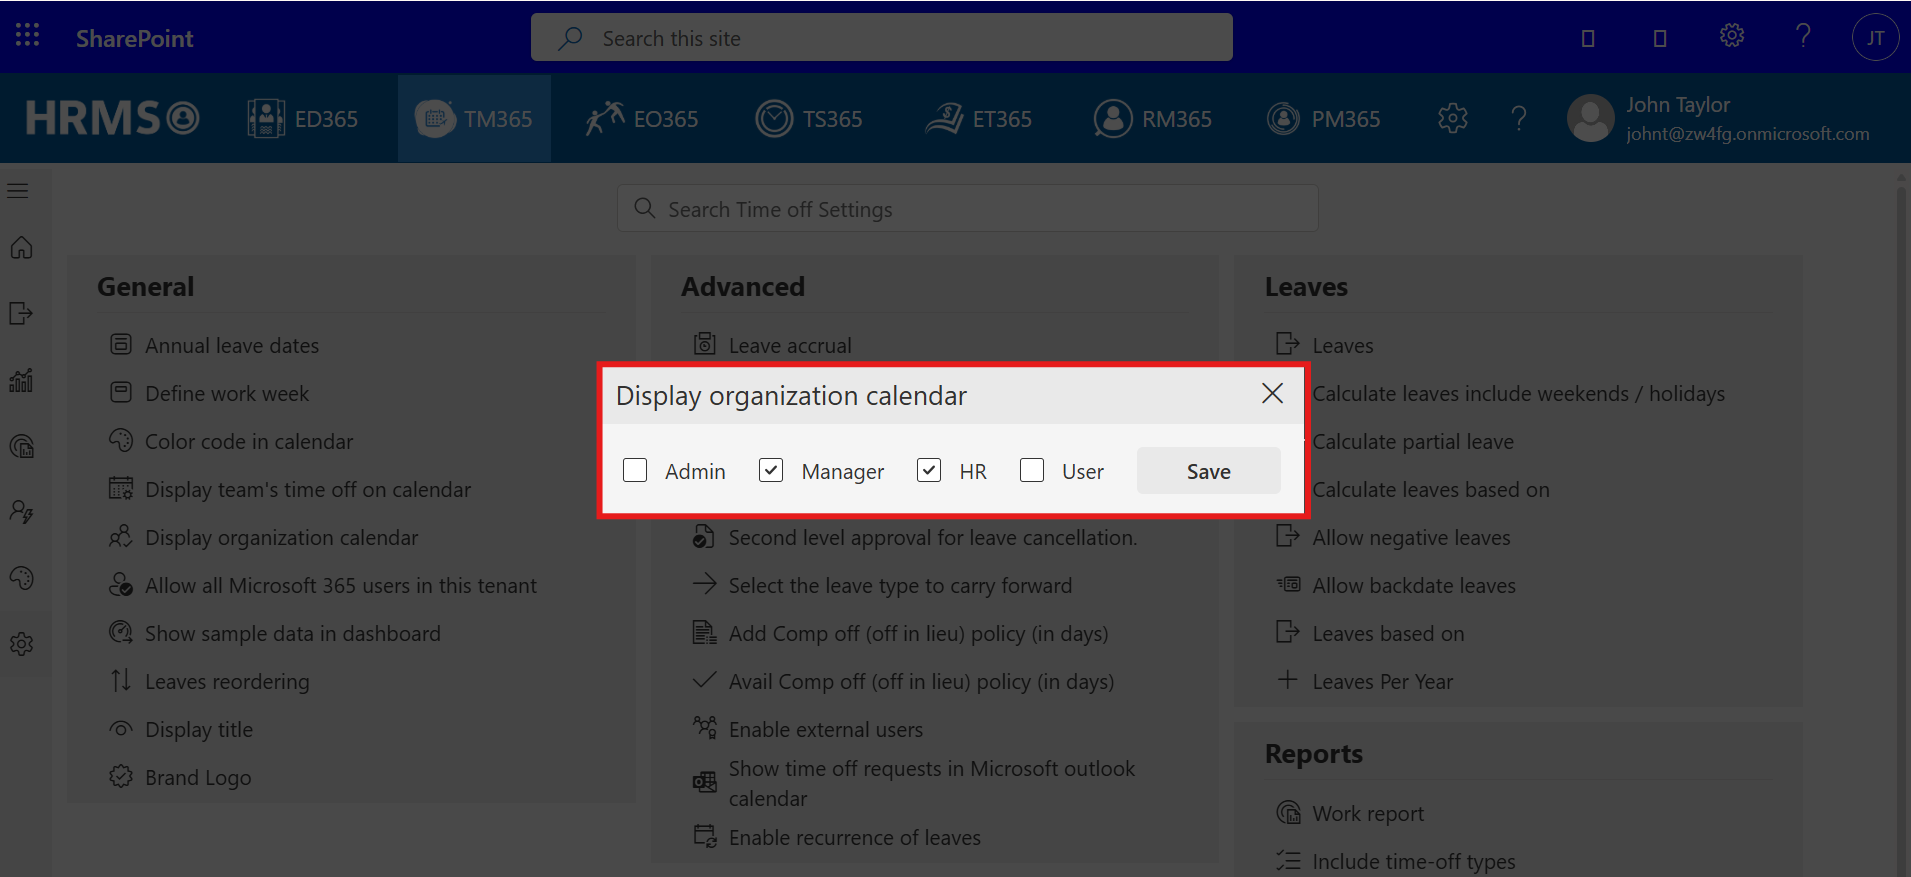 SharePoint
Search this site
JT
HRMS
ED365
TM365
EO365
TS365
ET365
RM365
PM365
?
John Taylor
johnt@zw4fg.onmicrosoft.com
Search Time off Settings
General
Annual leave dates
Define work week
Color code in calendar
Display team's time off on calendar
Display organization calendar
Allow all Microsoft 365 users in this tenant
Show sample data in dashboard
Leaves reordering
Display title
Brand Logo
Advanced
Leave accrual
Display organization calendar
Admin
Manager
HR
User
Save
Second level approval for leave cancellation.
Select the leave type to carry forward
Add Comp off (off in lieu) policy (in days)
Avail Comp off (off in lieu) policy (in days)
Enable external users
Show time off requests in Microsoft outlook
calendar
Enable recurrence of leaves
Leaves
Leaves
Calculate leaves include weekends / holidays
Calculate partial leave
Calculate leaves based on
Allow negative leaves
Allow backdate leaves
Leaves based on
Leaves Per Year
Reports
Work report
Include time-off types